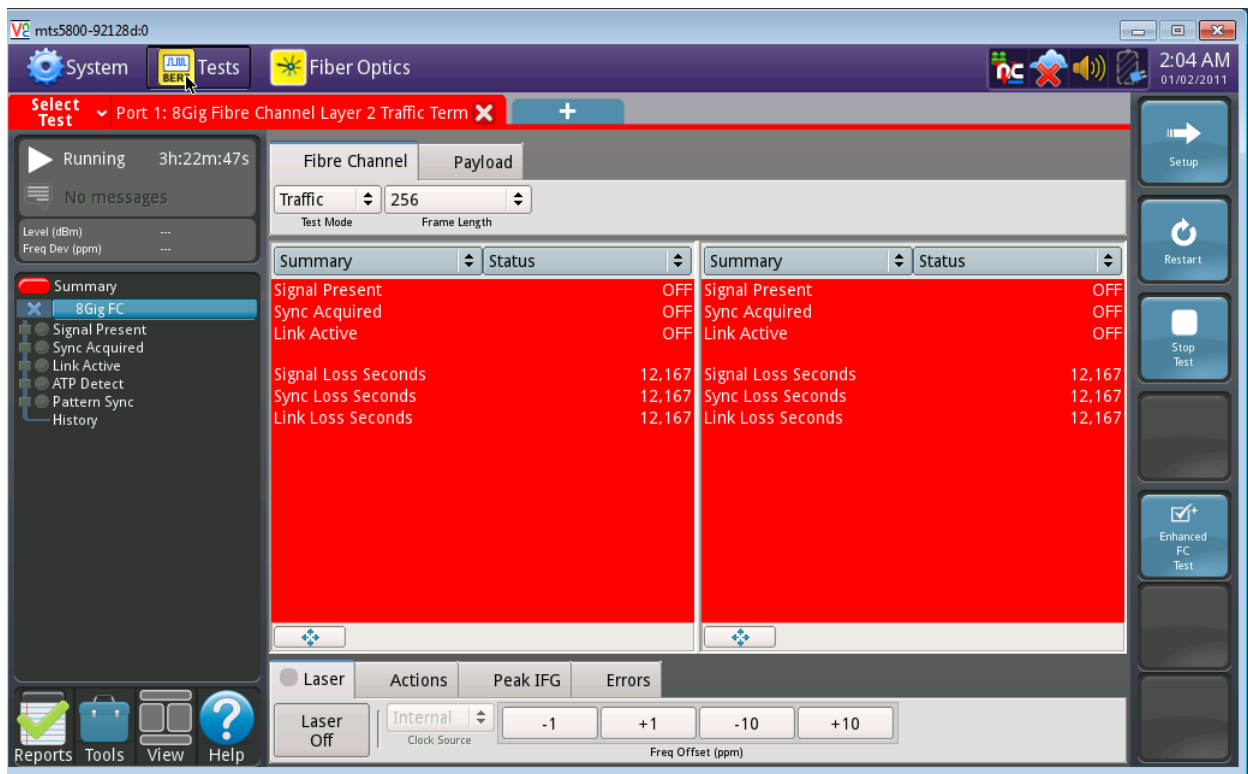 mts5800-92128d:0
System
BERT
Tests
Fiber Optics
2:04 AM
01/02/2011
Select
Test
Port 1: 8Gig Fibre Channel Layer 2 Traffic Term
+
Running 3h:22m:47s
No messages
Level (dBm) ---
Freq Dev (ppm) ---
Summary
8Gig FC
Signal Present
Sync Acquired
Link Active
ATP Detect
Pattern Sync
History
Reports Tools View Help
Fibre Channel Payload
Traffic 256
Test Mode Frame Length
Summary Status
Signal Present OFF
Sync Acquired OFF
Link Active OFF
Signal Loss Seconds 12,167
Sync Loss Seconds 12,167
Link Loss Seconds 12,167
Summary Status
Signal Present OFF
Sync Acquired OFF
Link Active OFF
Signal Loss Seconds 12,167
Sync Loss Seconds 12,167
Link Loss Seconds 12,167
Laser Actions Peak IFG Errors
Laser
Off
Internal
Clock Source
-1 +1 -10 +10
Freq Offset (ppm)
Setup
Restart
Stop
Test
Enhanced
FC
Test